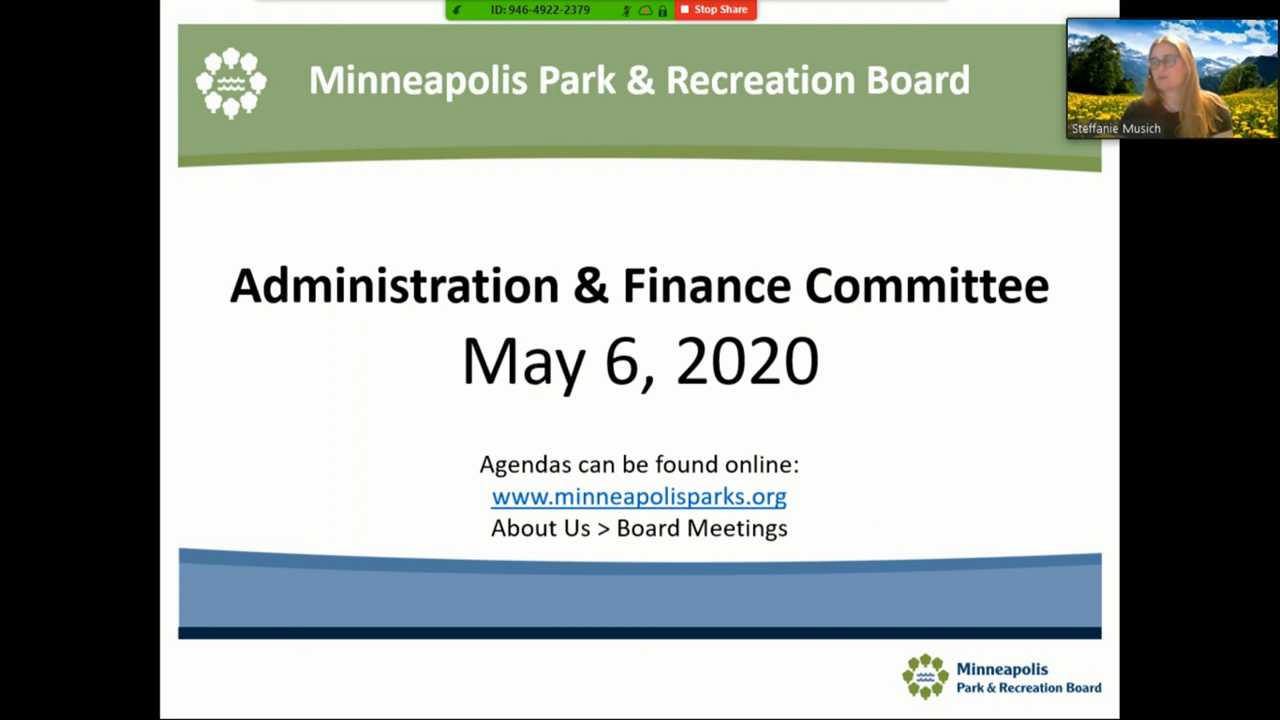 ID: 946-4922-2379
Stop Share
Minneapolis Park & Recreation Board
Steffanie Musich
Administration & Finance Committee
May 6, 2020
Agendas can be found online:
www.minneapolisparks.org
About Us > Board Meetings
Minneapolis
Park & Recreation Board